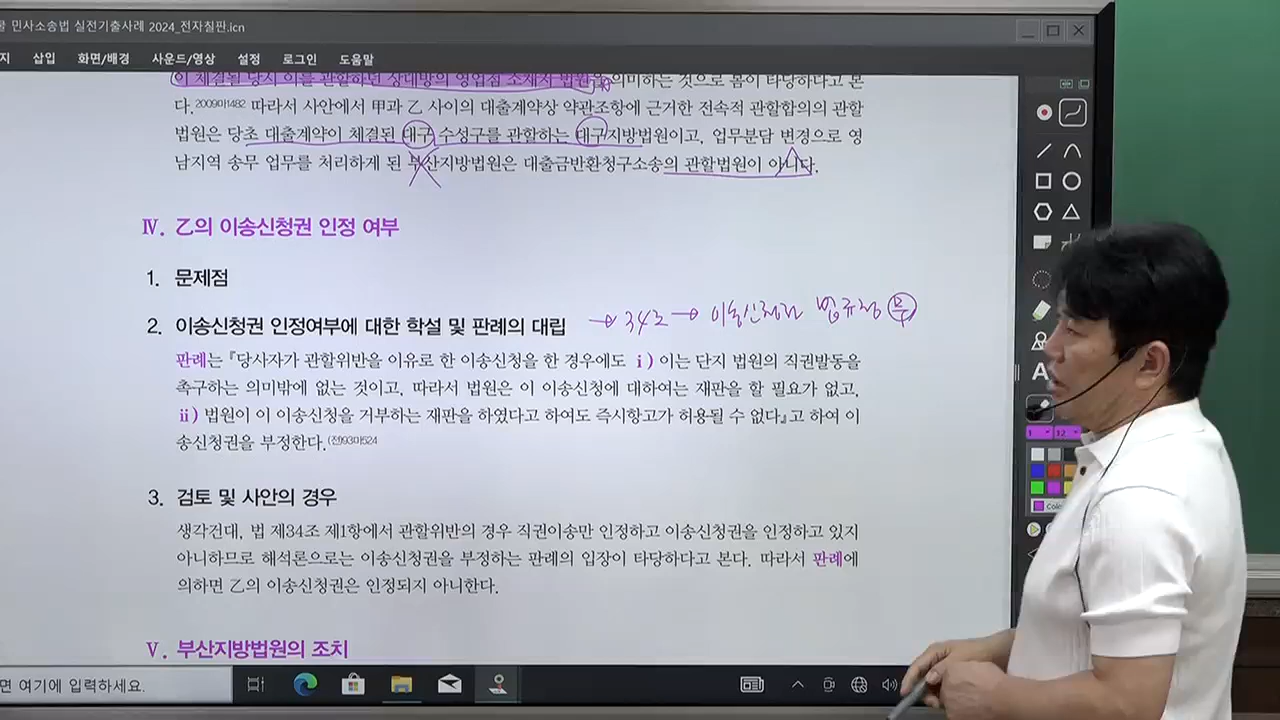 황 민사소송법 실전기출사례 2024_전자칠판.icn
지 삽입 화면/배경 사운드/영상 설정 로그인 도움말
이 체결될 당시 이를 관할하던 상대방의 영업점 소재지 법원을 의미하는 것으로 봄이 타당하다고 본
다.2009마1482 따라서 사안에서 甲과 乙 사이의 대출계약상 약관조항에 근거한 전속적 관할합의의 관할
법원은 당초 대출계약이 체결된 대구 수성구를 관할하는 대구지방법원이고, 업무분담 변경으로 영
남지역 송무 업무를 처리하게 된 부산지방법원은 대출금반환청구소송의 관할법원이 아니다.
Ⅳ. 乙의 이송신청권 인정 여부
1. 문제점
2. 이송신청권 인정여부에 대한 학설 및 판례의 대립 → 34조 → 이송신청권 법규정
판례는 『당사자가 관할위반을 이유로 한 이송신청을 한 경우에도 ⅰ) 이는 단지 법원의 직권발동을
촉구하는 의미밖에 없는 것이고, 따라서 법원은 이 이송신청에 대하여는 재판을 할 필요가 없고,
ⅱ) 법원이 이 이송신청을 거부하는 재판을 하였다고 하여도 즉시항고가 허용될 수 없다』고 하여 이
송신청권을 부정한다.(전)93마524
3. 검토 및 사안의 경우
생각건대, 법 제34조 제1항에서 관할위반의 경우 직권이송만 인정하고 이송신청권을 인정하고 있지
아니하므로 해석론으로는 이송신청권을 부정하는 판례의 입장이 타당하다고 본다. 따라서 판례에
의하면 乙의 이송신청권은 인정되지 아니한다.
Ⅴ. 부산지방법원의 조치
면 여기에 입력하세요.